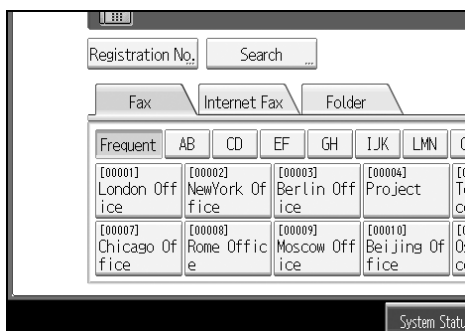 Registration No.
Search
Fax
Internet Fax
Folder
Frequent
AB
CD
EF
GH
IJK
LMN
[00001]
London Off
ice
[00002]
NewYork Of
fice
[00003]
Berlin Off
ice
[00004]
Project
[00007]
Chicago Of
fice
[00008]
Rome Offic
e
[00009]
Moscow Off
ice
[00010]
Beijing Of
fice
System Statu